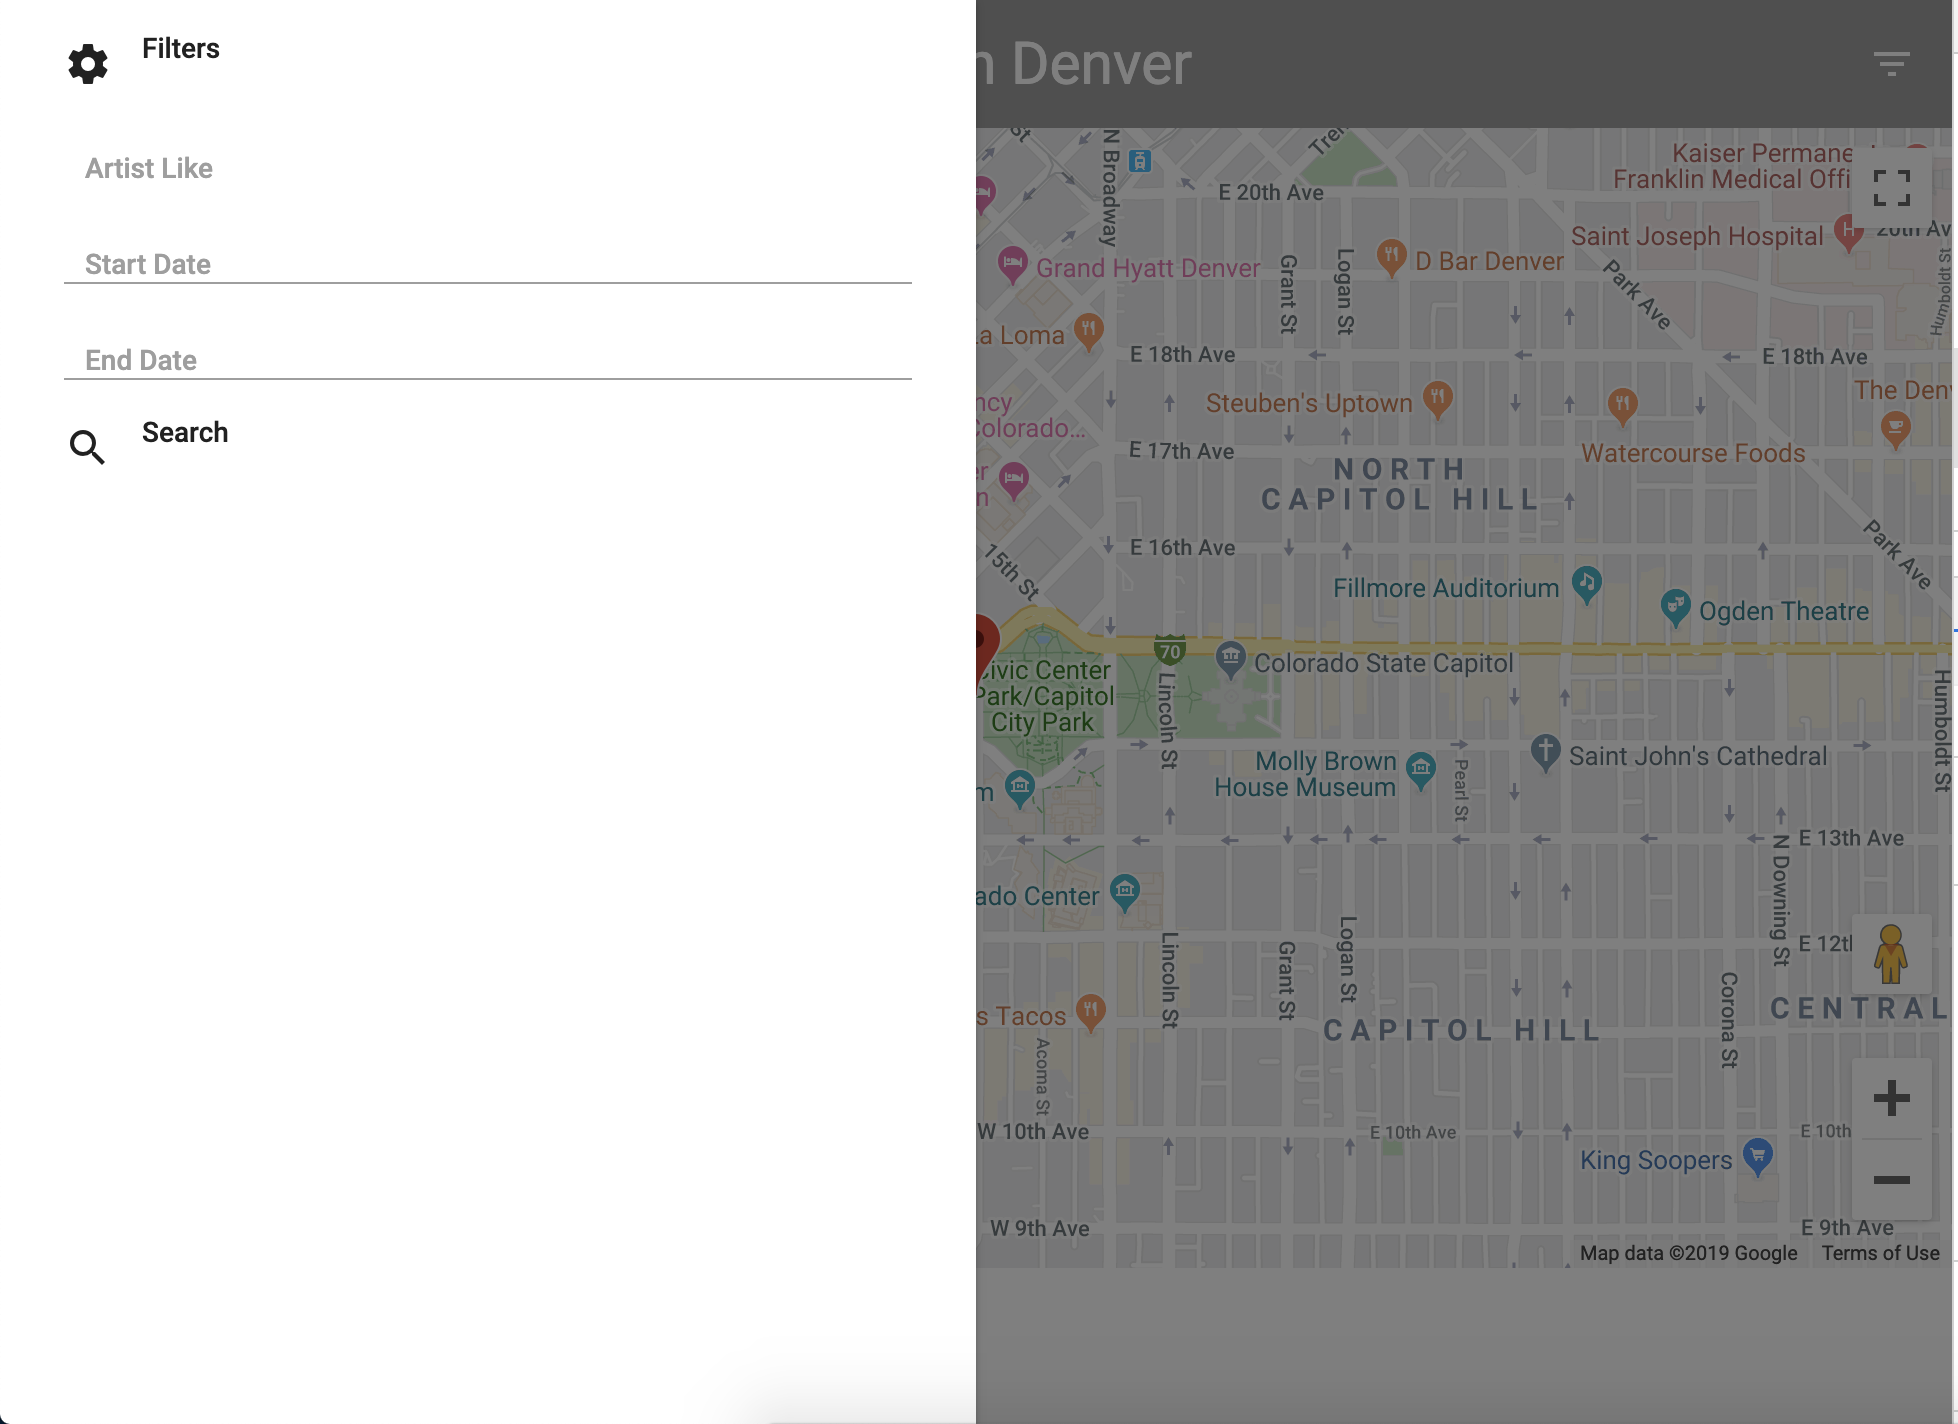 Filters
Artist Like
Start Date
End Date
Search
Denver
St
N Broadway
E 20th Ave
Kaiser Permane
Franklin Medical Offi
Saint Joseph Hospital
20th Av
Grand Hyatt Denver
Grant St
Logan St
D Bar Denver
Park Ave
Humboldt St
a Loma
E 18th Ave
E 18th Ave
ncy
Colorado...
Steuben's Uptown
The Den
E 17th Ave
Watercourse Foods
NORTH
CAPITOL HILL
er
n
15th St
E 16th Ave
Park Ave
Fillmore Auditorium
Ogden Theatre
70
Colorado State Capitol
Civic Center
Park/Capitol
City Park
Lincoln St
Humboldt St
Molly Brown
House Museum
Pearl St
Saint John's Cathedral
m
E 13th Ave
N Downing St
ado Center
Lincoln St
Grant St
Logan St
E 12th
Corona St
CENTRAL
s Tacos
CAPITOL HILL
Acoma St
W 10th Ave
E 10th Ave
E 10th
King Soopers
W 9th Ave
E 9th Ave
Map data ©2019 Google
Terms of Use